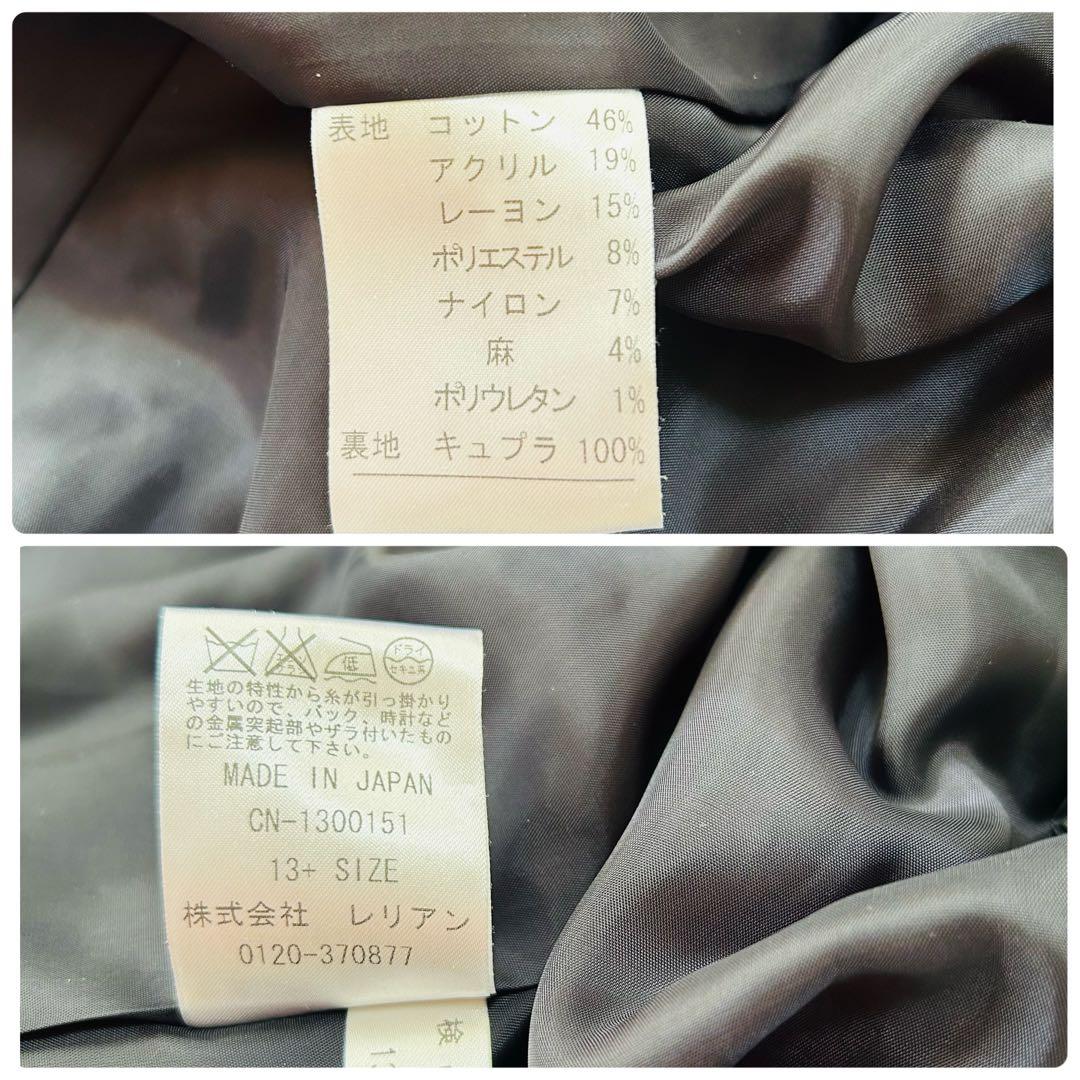 表地 コットン 46%
アクリル 19%
レーヨン 15%
ポリエステル 8%
ナイロン 7%
麻 4%
ポリウレタン 1%
裏地 キュプラ 100%
低 ドライ
セキユ系
生地の特性から糸が引っ掛かり
やすいので、バック、時計など
の金属突起部やザラ付いたもの
にご注意して下さい。
MADE IN JAPAN
CN-1300151
13+ SIZE
株式会社 レリアン
0120-370877
検